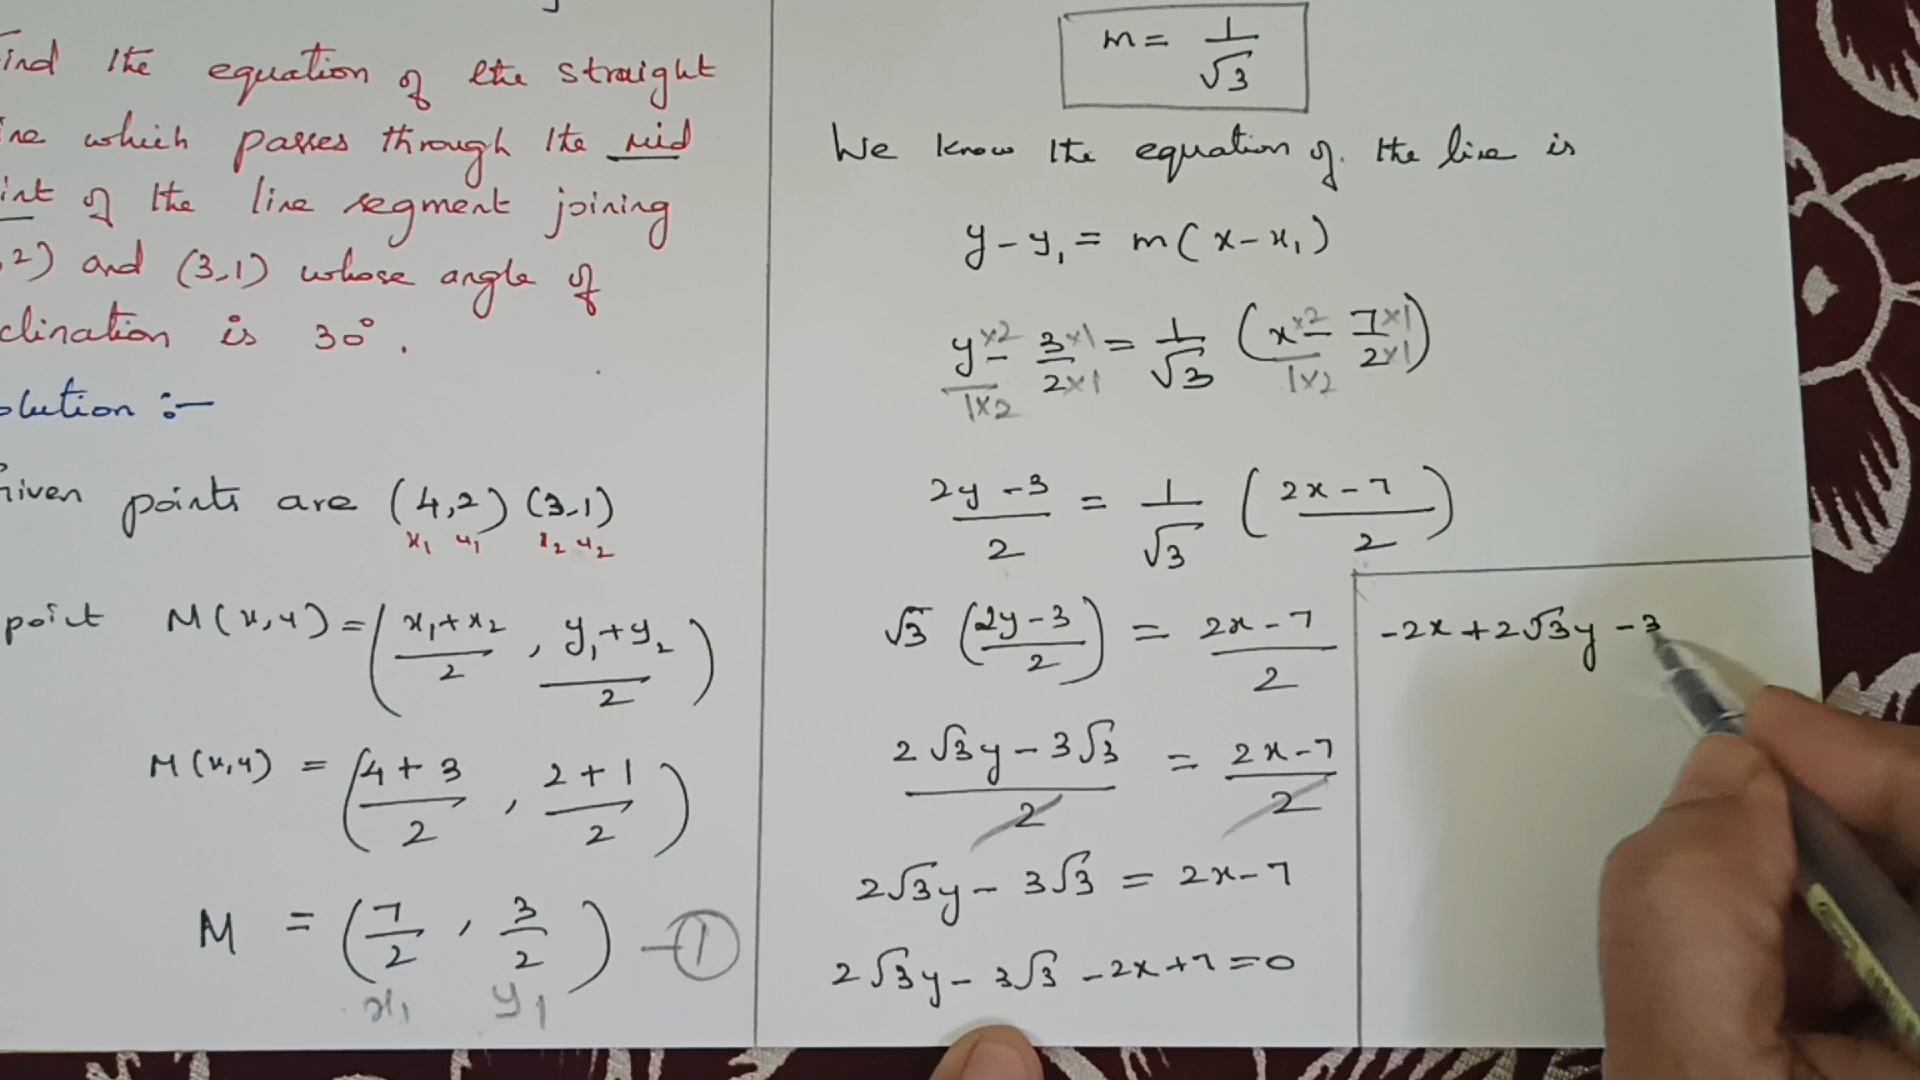 ind the equation of the straight
ine which passes through the mid
int of the line segment joining
,2) and (3,1) whose angle of
clination is 30°.
olution :-
iven points are (4,2) (3,1)
x₁ y₁ x₂ y₂
point M(x,y) = (x₁+x₂/2 , y₁+y₂/2)
M(x,y) = (4+3/2 , 2+1/2)
M = (7/2 , 3/2) -①
x₁ y₁
m = 1/√3
We know the equation of the line is
y-y₁ = m(x-x₁)
y×2/1×2 - 3×1/2×1 = 1/√3 (x×2/1×2 - 7×1/2×1)
2y-3/2 = 1/√3 (2x-7/2)
√3 (2y-3/2) = 2x-7/2
2√3y-3√3/2 = 2x-7/2
2√3y-3√3 = 2x-7
2√3y-3√3-2x+7=0
-2x+2√3y-3